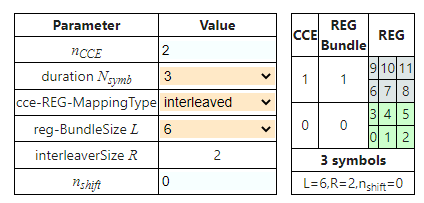 Parameter Value
n_CCE 2
duration N_symb 3
cce-REG-MappingType interleaved
reg-BundleSize L 6
interleaverSize R 2
n_shift 0
CCE REG Bundle REG
1 1 9 10 11
6 7 8
0 0 3 4 5
0 1 2
3 symbols
L=6,R=2,n_shift=0